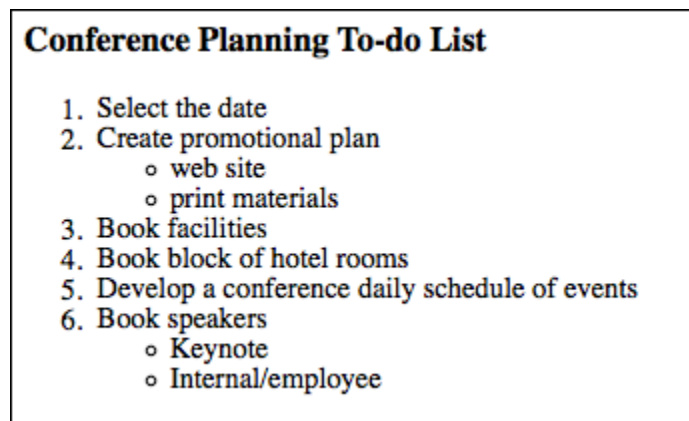 Conference Planning To-do List
1. Select the date
2. Create promotional plan
◦ web site
◦ print materials
3. Book facilities
4. Book block of hotel rooms
5. Develop a conference daily schedule of events
6. Book speakers
◦ Keynote
◦ Internal/employee